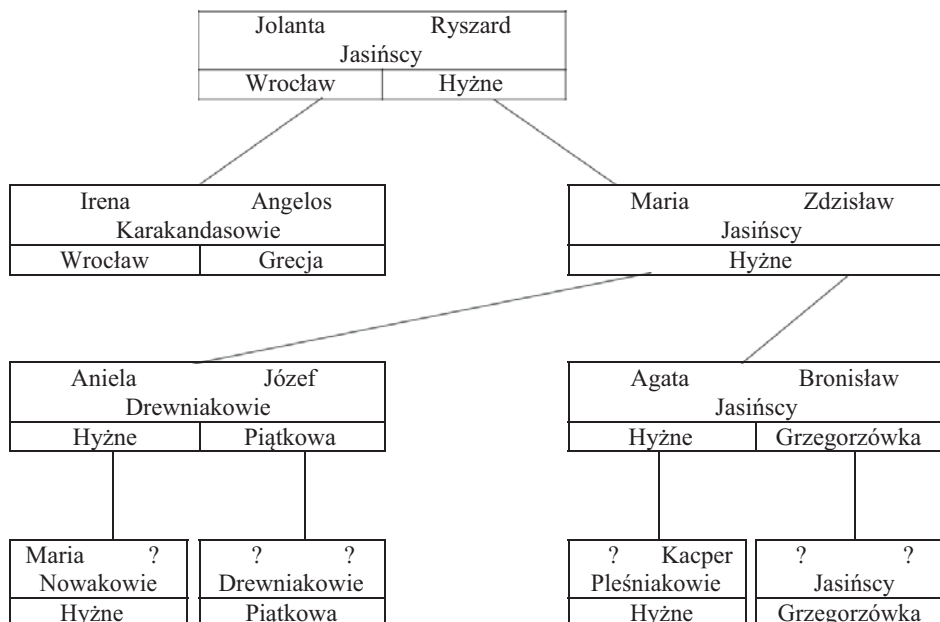 Jolanta Ryszard
Jasińscy
Wrocław Hyżne
Irena Angelos
Karakandasowie
Wrocław Grecja
Maria Zdzisław
Jasińscy
Hyżne
Aniela Józef
Drewniakowie
Hyżne Piątkowa
Agata Bronisław
Jasińscy
Hyżne Grzegorzówka
Maria ?
Nowakowie
Hyżne
? ?
Drewniakowie
Piątkowa
? Kacper
Pleśniakowie
Hyżne
? ?
Jasińscy
Grzegorzówka